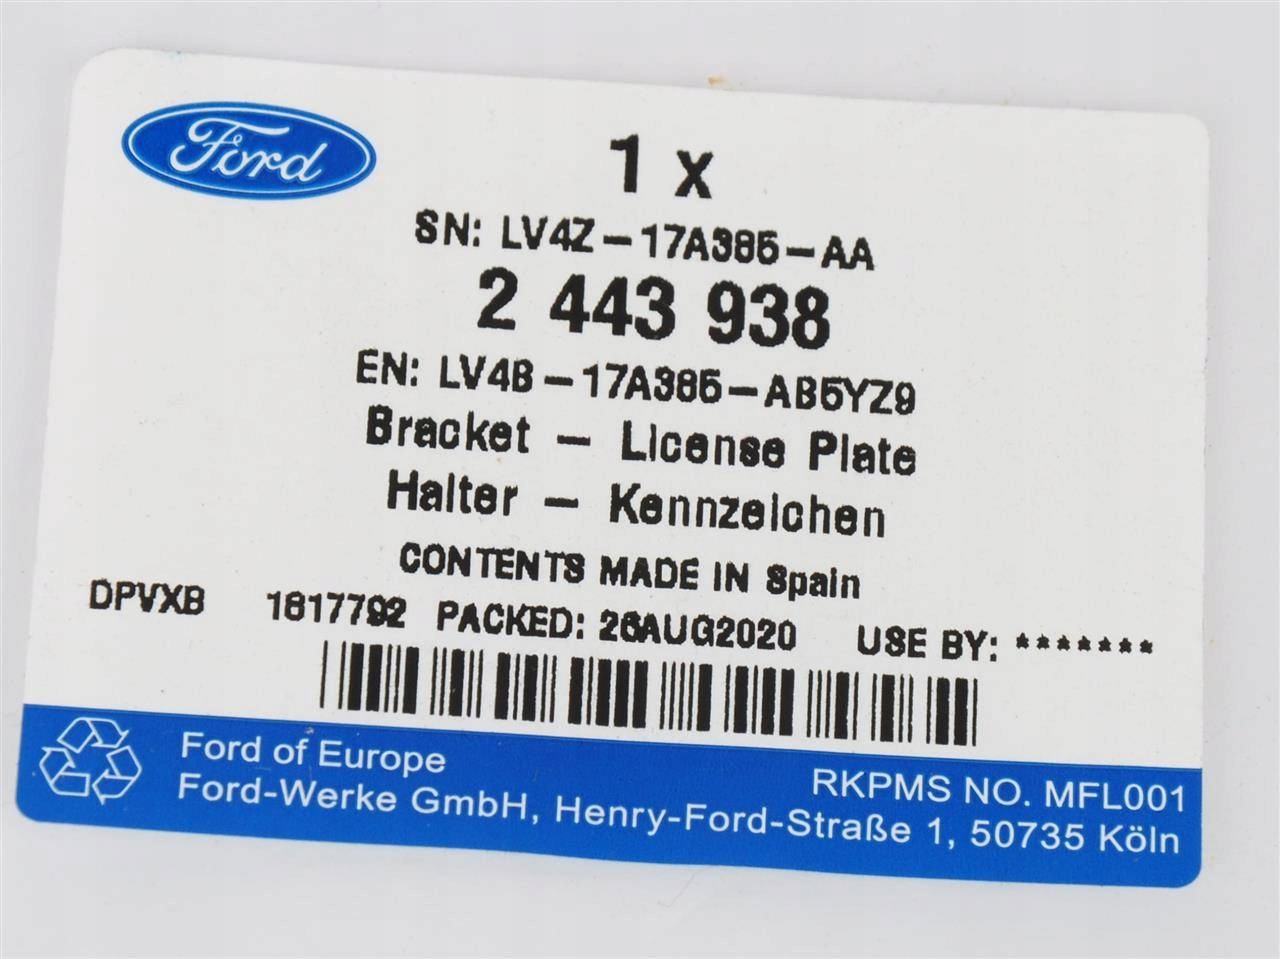 Ford
1 x
SN: LV4Z-17A385-AA
2 443 938
EN: LV4B-17A385-AB5YZ9
Bracket - License Plate
Halter - Kennzeichen
CONTENTS MADE IN Spain
DPVXB 1617792 PACKED: 26AUG2020 USE BY: *******
Ford of Europe
RKPMS NO. MFL001
Ford-Werke GmbH, Henry-Ford-Straße 1, 50735 Köln